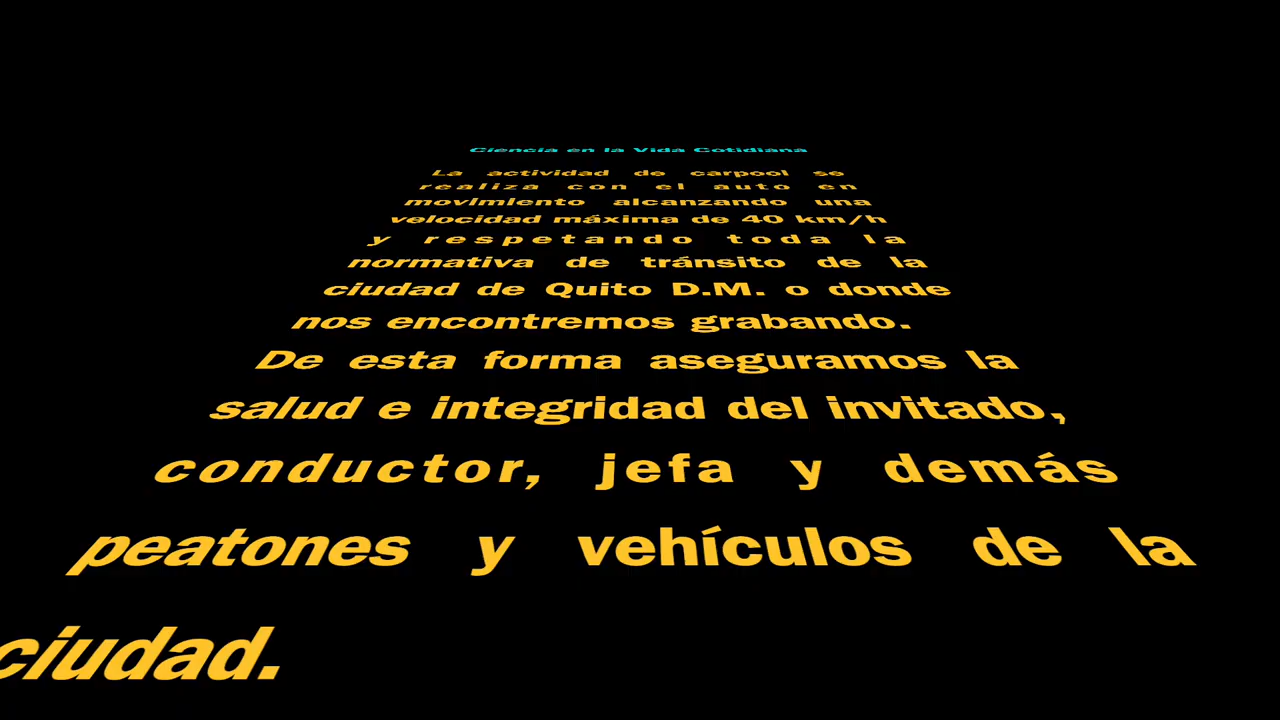 Ciencia en la Vida Cotidiana
La actividad de carpool se
realiza con el auto en
movimiento alcanzando una
velocidad máxima de 40 km/h
y respetando toda la
normativa de tránsito de la
ciudad de Quito D.M. o donde
nos encontremos grabando.
De esta forma aseguramos la
salud e integridad del invitado,
conductor, jefa y demás
peatones y vehículos de la
ciudad.